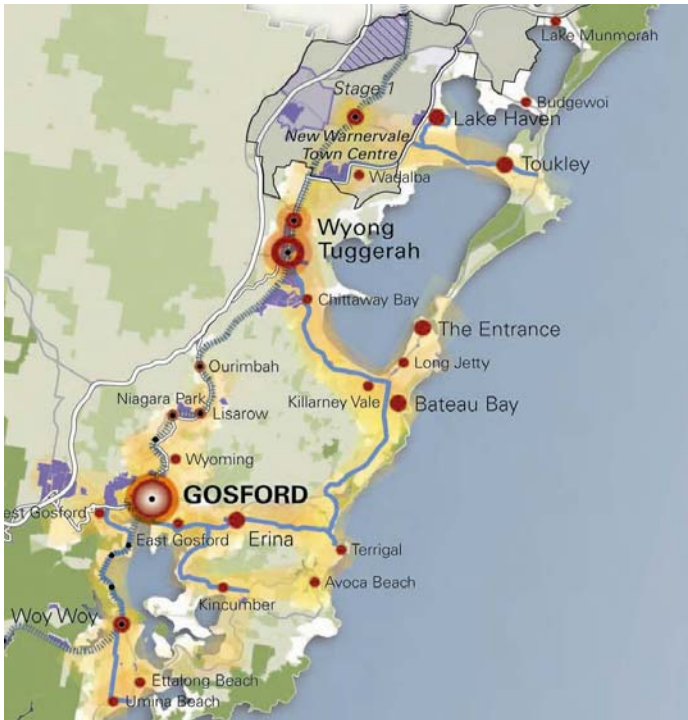 Lake Munmorah
Stage 1
Budgewoi
Lake Haven
New Warnervale
Town Centre
Toukley
Wadalba
Wyong
Tuggerah
Chittaway Bay
The Entrance
Long Jetty
Ourimbah
Niagara Park
Killarney Vale
Bateau Bay
Lisarow
Wyoming
GOSFORD
est Gosford
East Gosford
Erina
Terrigal
Avoca Beach
Kincumber
Woy Woy
Ettalong Beach
Umina Beach